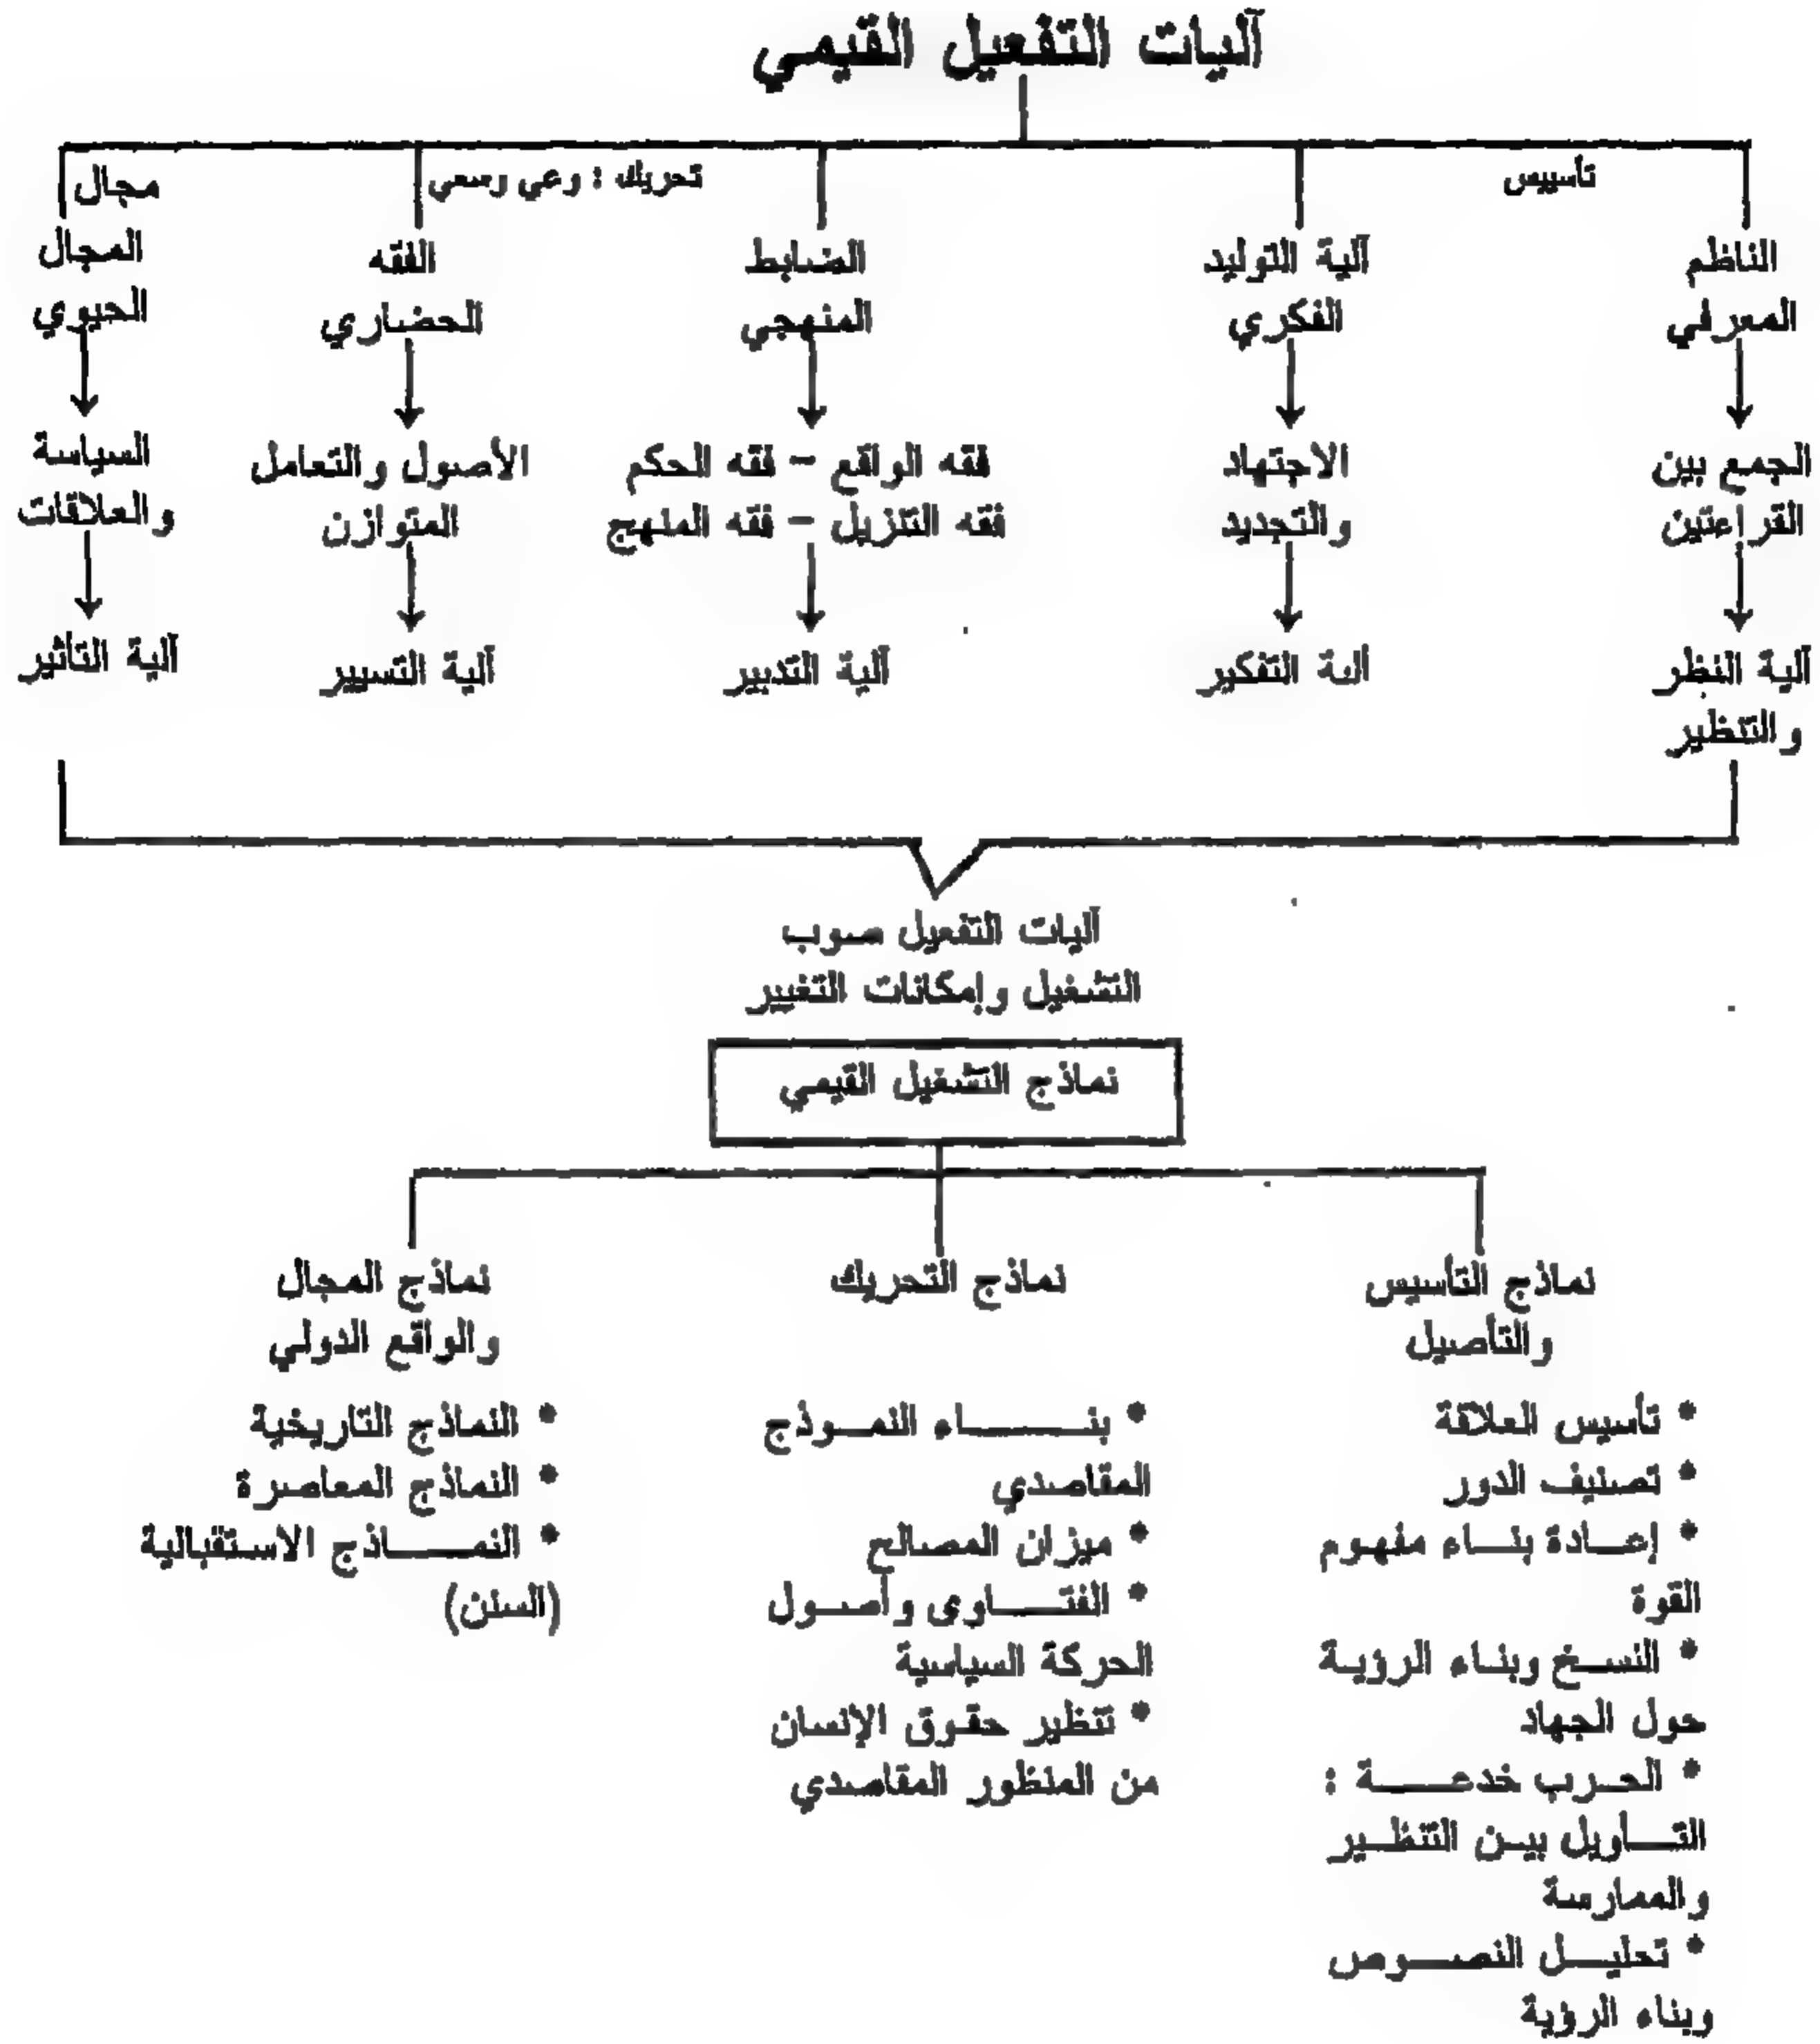 آليات التفعيل القيمي
تأسيس
تحريك : وعي وسعي
مجال
الناظم
المعرفي
الجمع بين
القراءتين
آلية النظر
والتنظير
آلية التوليد
الفكري
الاجتهاد
والتجديد
آلية التفكير
الضابط
المنهجي
فقه الواقع – فقه الحكم
فقه التنزيل – فقه المنهج
آلية التدبير
الفقه
الحضاري
الأصول والتعامل
المتوازن
آلية التسيير
المجال
الحيوي
السياسة
والعلاقات
آلية التأثير
آليات التفعيل صوب
التشغيل وإمكانات التغيير
نماذج التشغيل القيمي
نماذج التأسيس
والتأصيل
* تأسيس العلاقة
* تصنيف الدور
* إعادة بناء مفهوم
القوة
* النسخ وبناء الرؤية
حول الجهاد
* الحرب خدعة :
التأويل بين التنظير
والممارسة
* تحليل النصوص
وبناء الرؤية
نماذج التحريك
* بناء النموذج
المقاصدي
* ميزان المصالح
* الفتاوى وأصول
الحركة السياسية
* تنظير حقوق الإنسان
من المنظور المقاصدي
نماذج المجال
والواقع الدولي
* النماذج التاريخية
* النماذج المعاصرة
* النماذج الاستقبالية
(السنن)